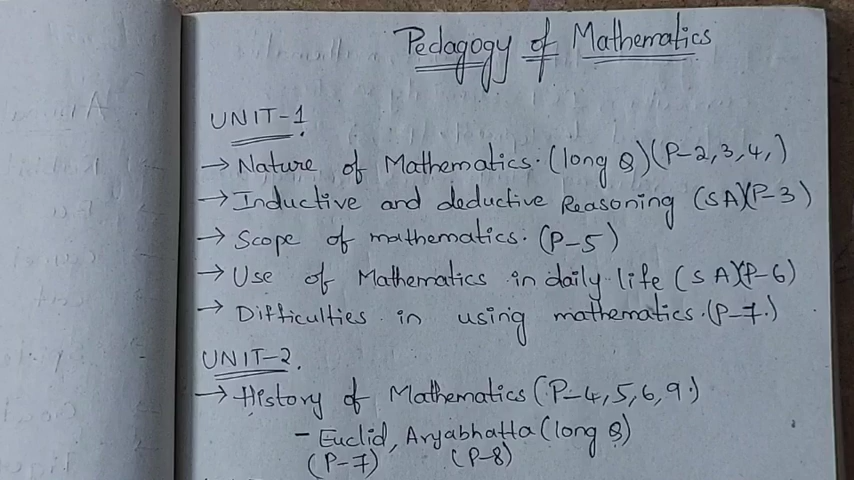 Pedagogy of Mathematics
UNIT-1
→ Nature of Mathematics. (long Q) (P-2,3,4,)
→ Inductive and deductive Reasoning (SA)(P-3)
→ Scope of mathematics. (P-5)
→ Use of Mathematics in daily life (SA)(P-6)
→ Difficulties in using mathematics. (P-7.)
UNIT-2.
→ History of Mathematics (P-4,5,6,9.)
- Euclid, Aryabhatta (long Q)
(P-7) (P-8)